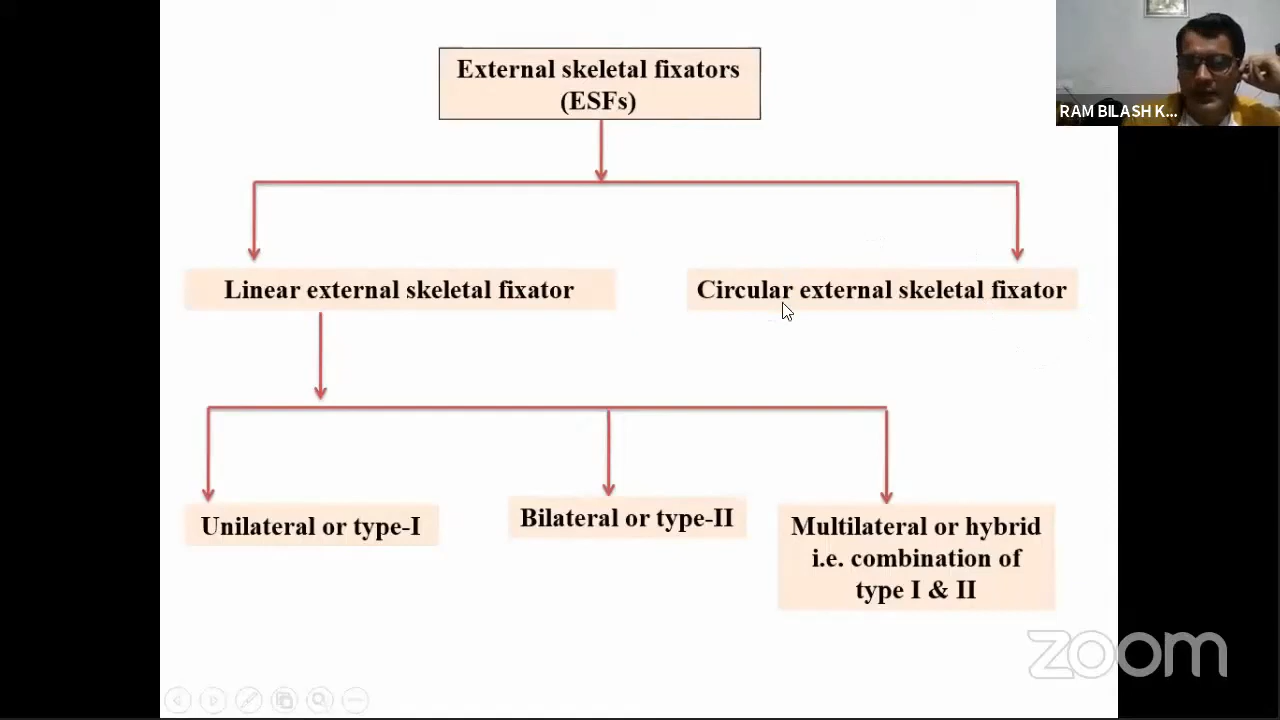 External skeletal fixators
(ESFs)
RAM BILASH K...
Linear external skeletal fixator
Circular external skeletal fixator
Unilateral or type-I
Bilateral or type-II
Multilateral or hybrid
i.e. combination of
type I & II
zoom